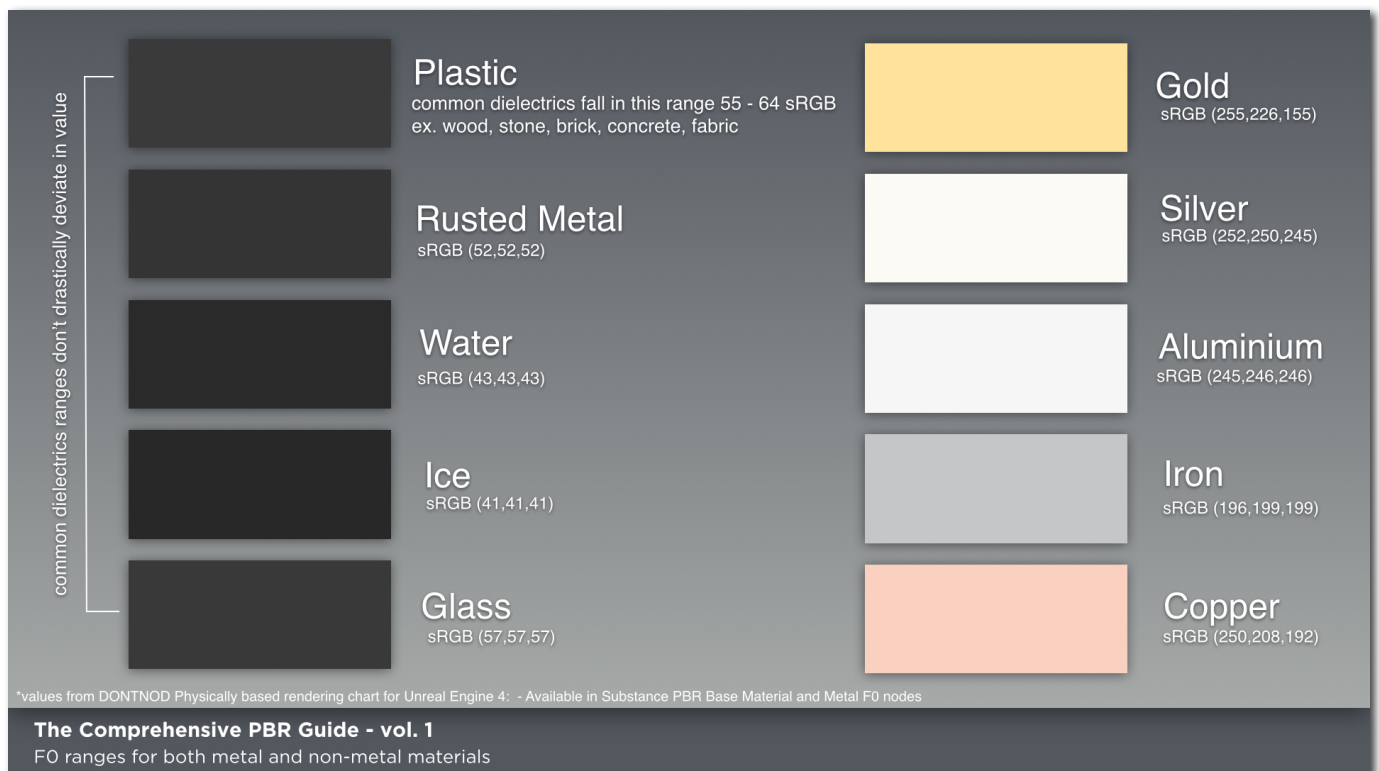 common dielectrics ranges don't drastically deviate in value
Plastic
common dielectrics fall in this range 55 - 64 sRGB
ex. wood, stone, brick, concrete, fabric
Rusted Metal
sRGB (52,52,52)
Water
sRGB (43,43,43)
Ice
sRGB (41,41,41)
Glass
sRGB (57,57,57)
Gold
sRGB (255,226,155)
Silver
sRGB (252,250,245)
Aluminium
sRGB (245,246,246)
Iron
sRGB (196,199,199)
Copper
sRGB (250,208,192)
*values from DONTNOD Physically based rendering chart for Unreal Engine 4:  - Available in Substance PBR Base Material and Metal F0 nodes
The Comprehensive PBR Guide - vol. 1
F0 ranges for both metal and non-metal materials